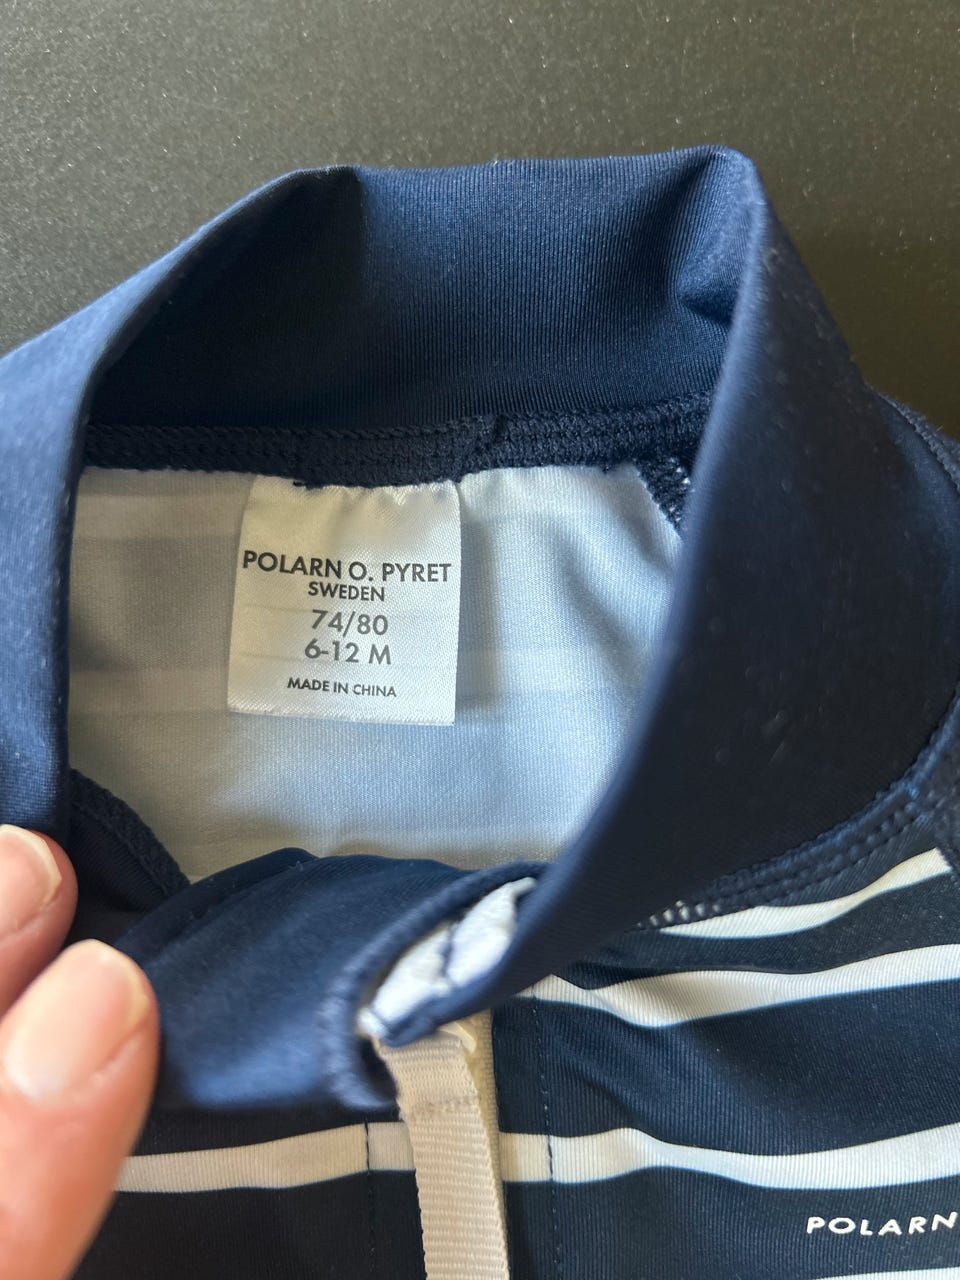 POLARN O. PYRET
SWEDEN
74/80
6-12 M
MADE IN CHINA
POLARN